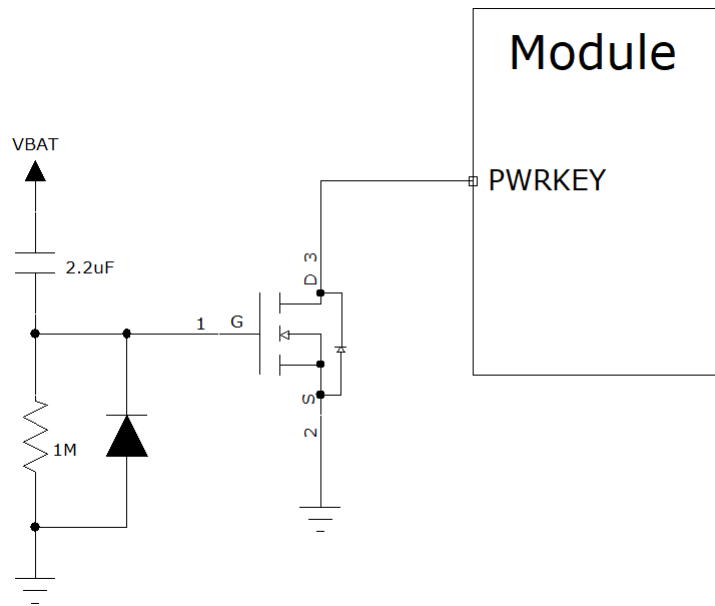 Module
VBAT
PWRKEY
2.2uF
D 3
1 G
S 2
1M